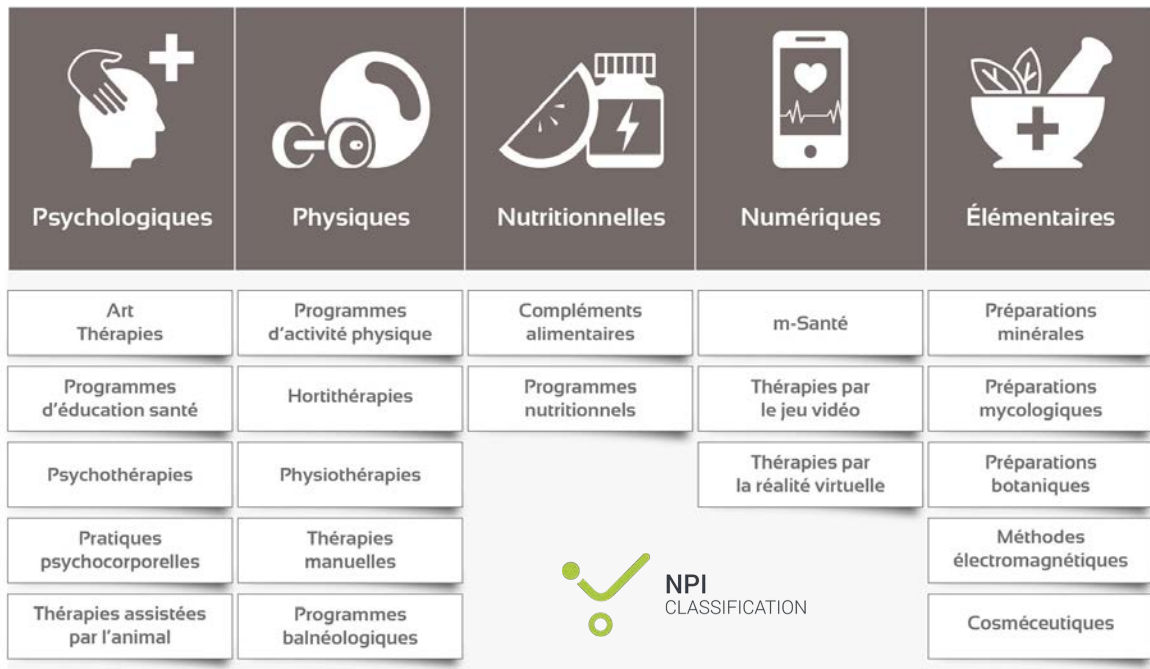 Psychologiques
Physiques
Nutritionnelles
Numériques
Élémentaires
Art
Thérapies
Programmes
d'éducation santé
Psychothérapies
Pratiques
psychocorporelles
Thérapies assistées
par l'animal
Programmes
d'activité physique
Hortithérapies
Physiothérapies
Thérapies
manuelles
Programmes
balnéologiques
Compléments
alimentaires
Programmes
nutritionnels
m-Santé
Thérapies par
le jeu vidéo
Thérapies par
la réalité virtuelle
Préparations
minérales
Préparations
mycologiques
Préparations
botaniques
Méthodes
électromagnétiques
Cosméceutiques
NPI
CLASSIFICATION